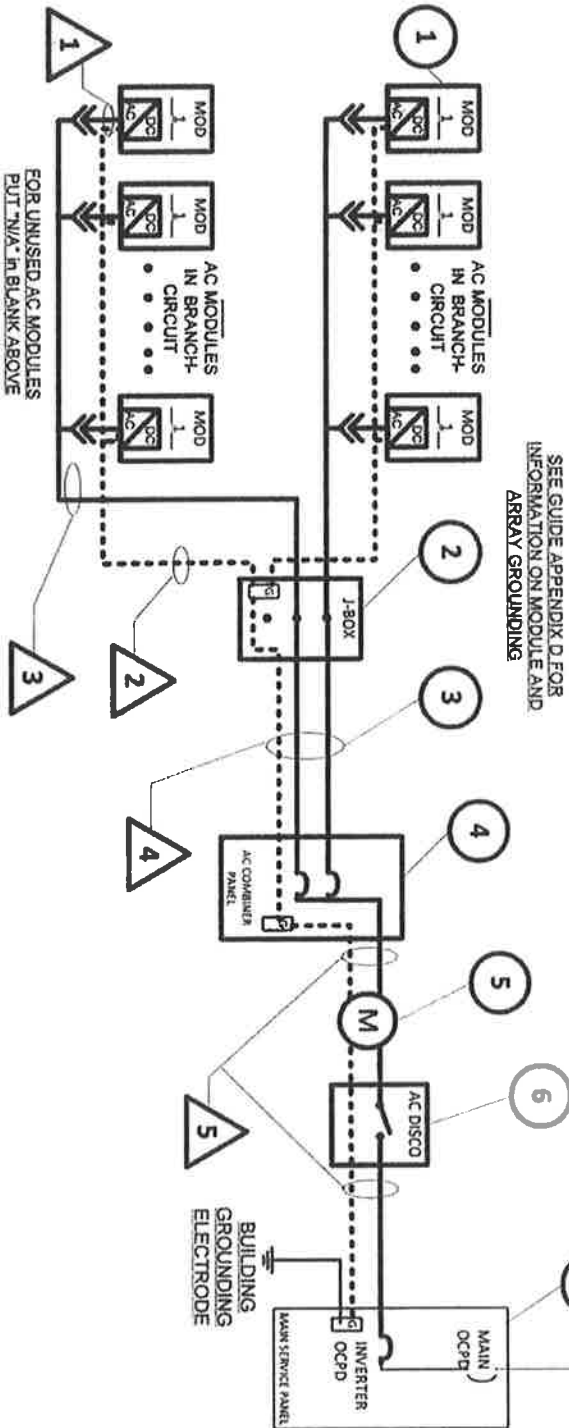 SEE GUIDE APPENDIX D FOR
INFORMATION ON MODULE AND
ARRAY GROUNDING
1
MOD
1
DC
AC
MOD
1
DC
AC
AC MODULES
IN BRANCH-
CIRCUIT
MOD
1
DC
AC
2
J-BOX
G
3
4
AC COMBINER
PANEL
G
5
M
6
AC DISCO
MAIN
OCPD
INVERTER
OCPD
G
MAIN SERVICE PANEL
BUILDING
GROUNDING
ELECTRODE
1
MOD
1
DC
AC
MOD
1
DC
AC
AC MODULES
IN BRANCH-
CIRCUIT
MOD
1
DC
AC
FOR UNUSED AC MODULES
PUT "N/A" in BLANK ABOVE
3
2
4
5